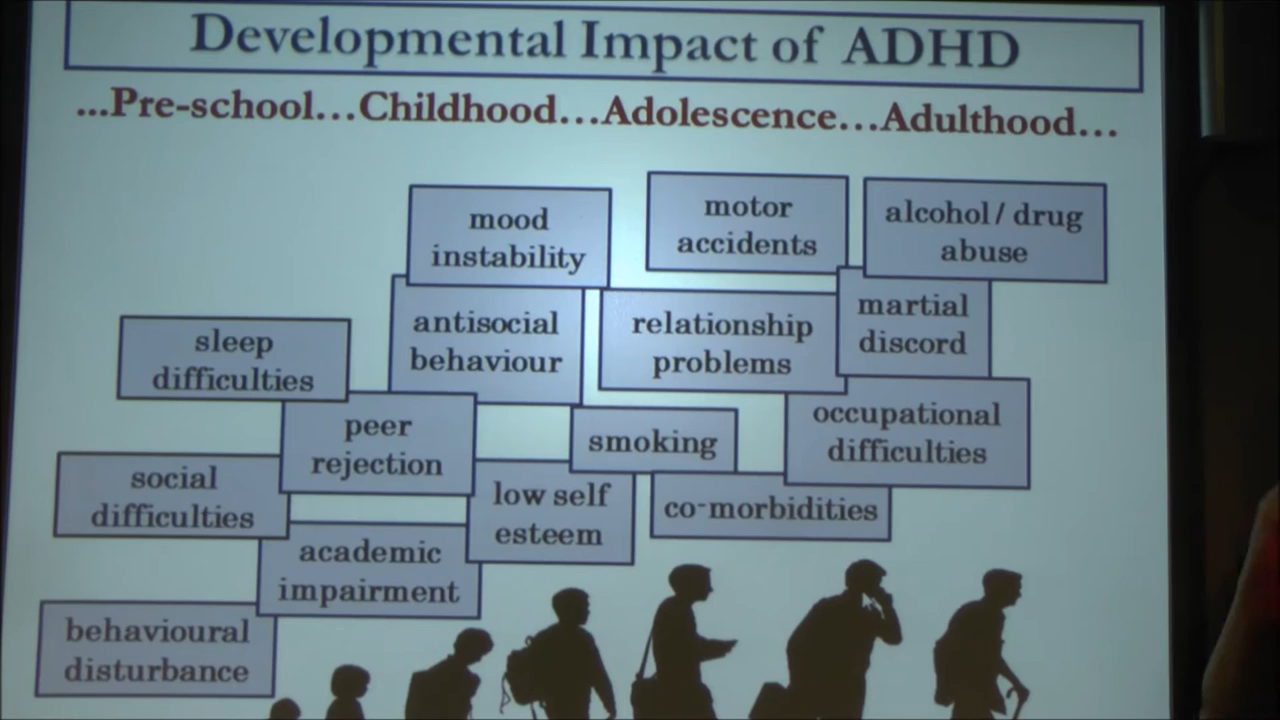 Developmental Impact of ADHD
...Pre-school...Childhood...Adolescence...Adulthood...
mood
instability
motor
accidents
alcohol / drug
abuse
sleep
difficulties
antisocial
behaviour
relationship
problems
martial
discord
peer
rejection
smoking
occupational
difficulties
social
difficulties
low self
esteem
co-morbidities
academic
impairment
behavioural
disturbance